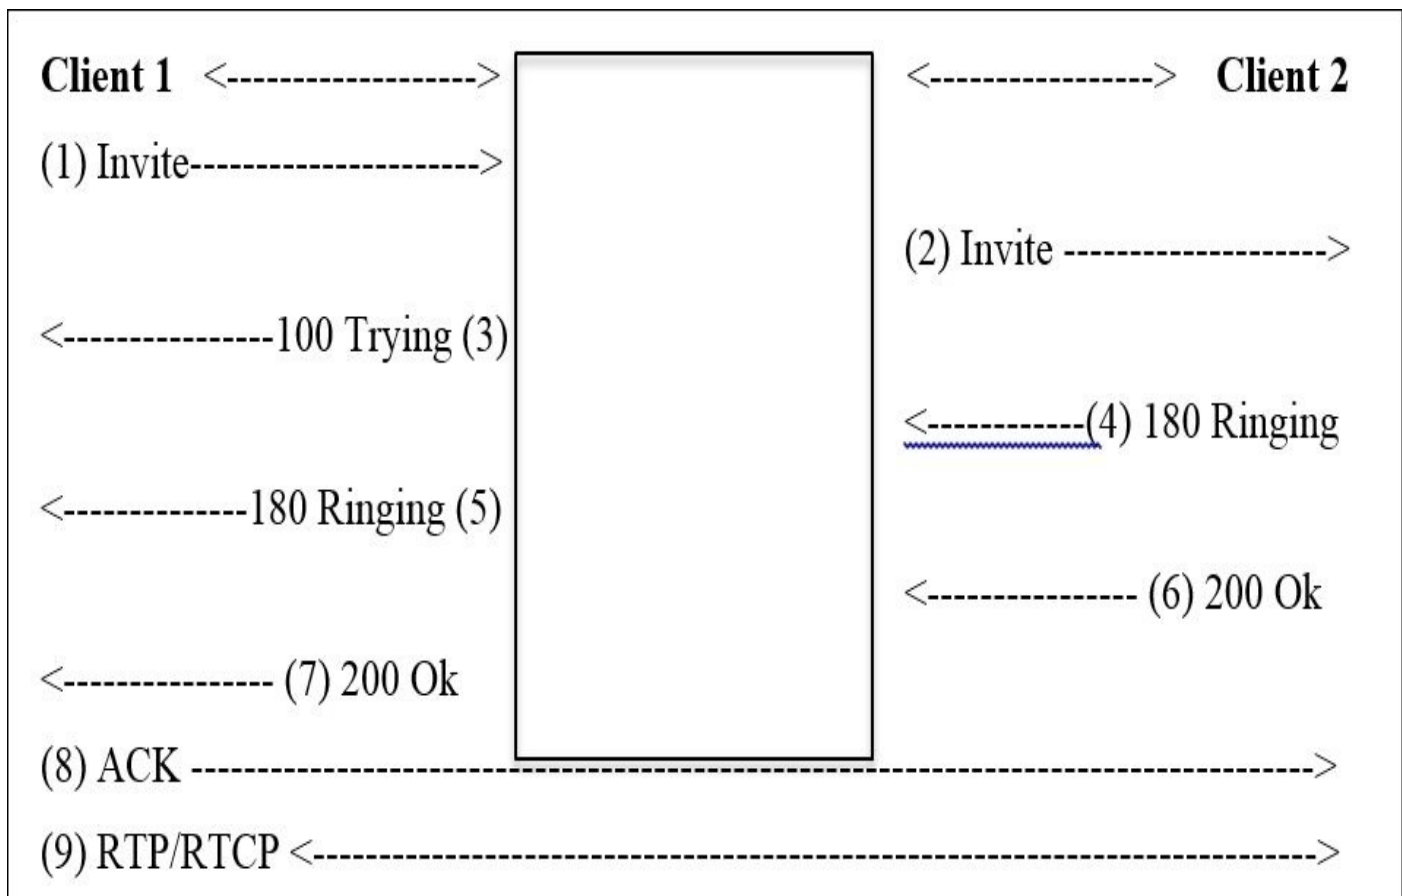 Client 1 <-------------------> <-----------------> Client 2
(1) Invite---------------------->
(2) Invite -------------------->
<----------------100 Trying (3)
<------------(4) 180 Ringing
<--------------180 Ringing (5)
<---------------- (6) 200 Ok
<---------------- (7) 200 Ok
(8) ACK ------------------------------------------------------------------------------------->
(9) RTP/RTCP <----------------------------------------------------------------------------->